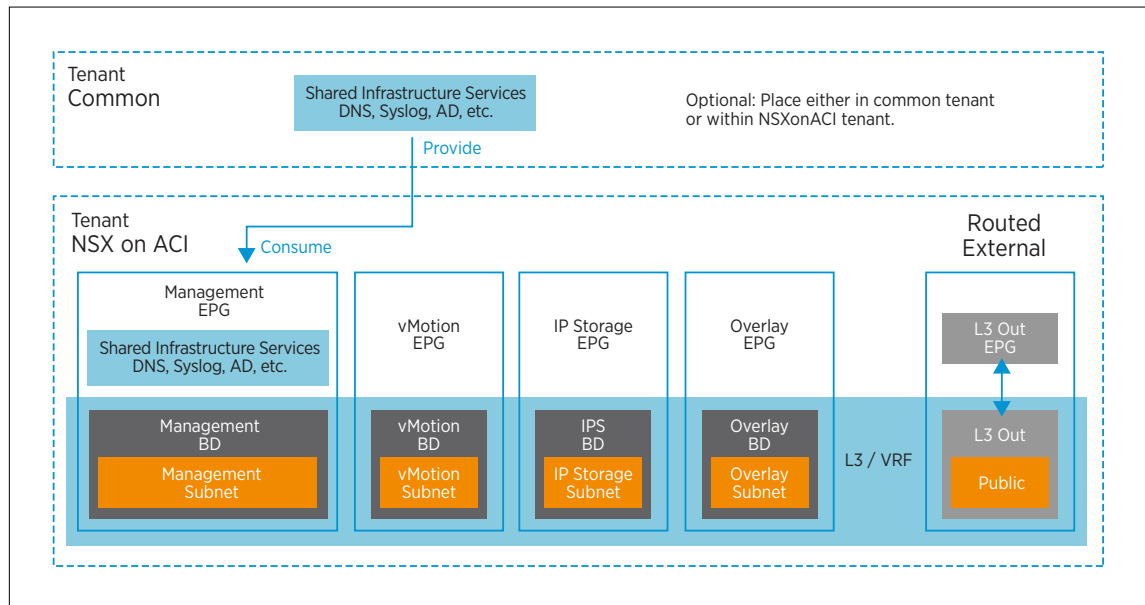 Tenant
Common
Shared Infrastructure Services
DNS, Syslog, AD, etc.
Optional: Place either in common tenant
or within NSXonACI tenant.
Provide
Tenant
NSX on ACI
Consume
Routed
External
Management
EPG
Shared Infrastructure Services
DNS, Syslog, AD, etc.
vMotion
EPG
IP Storage
EPG
Overlay
EPG
L3 Out
EPG
Management
BD
Management
Subnet
vMotion
BD
vMotion
Subnet
IPS
BD
IP Storage
Subnet
Overlay
BD
Overlay
Subnet
L3 / VRF
L3 Out
Public